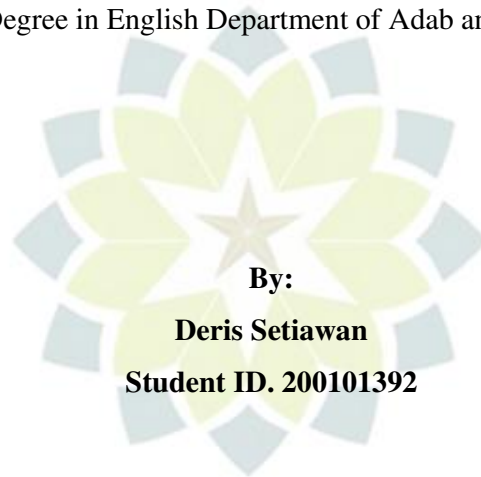 Degree in English Department of Adab an
By:
Deris Setiawan
Student ID. 200101392